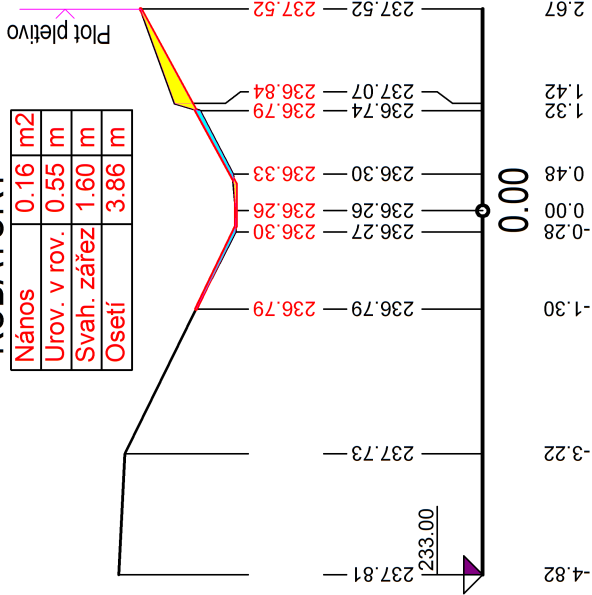 Plot pletivo
Nános 0.16 m2
Urov. v rov. 0.55 m
Svah. zářez 1.60 m
Osetí 3.86 m
237.52 237.52 2.67
236.84 237.07 1.42
236.79 236.74 1.32
236.33 236.30 0.48
236.26 236.26 0.00
0.00
236.30 236.27 -0.28
236.79 236.79 -1.30
237.73 -3.22
233.00
237.81 -4.82